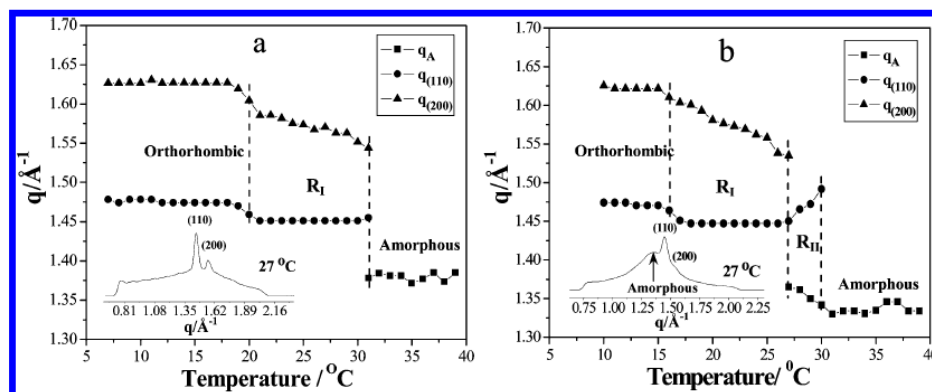 a
q_A
q_(110)
q_(200)
Orthorhombic
R_I
Amorphous
(110)
(200)
27 ⁰C
0.81 1.08 1.35 1.62 1.89 2.16
q/Å⁻¹
1.70
1.65
1.60
1.55
1.50
1.45
1.40
1.35
1.30
q/Å⁻¹
5 10 15 20 25 30 35 40
Temperature/ ᴼC
b
q_A
q_(110)
q_(200)
Orthorhombic
R_I
R_II
Amorphous
(110)
(200)
27 ⁰C
Amorphous
0.75 1.00 1.25 1.50 1.75 2.00 2.25
q/Å⁻¹
1.70
1.65
1.60
1.55
1.50
1.45
1.40
1.35
1.30
q/Å⁻¹
5 10 15 20 25 30 35 40
Temperature/ ⁰C